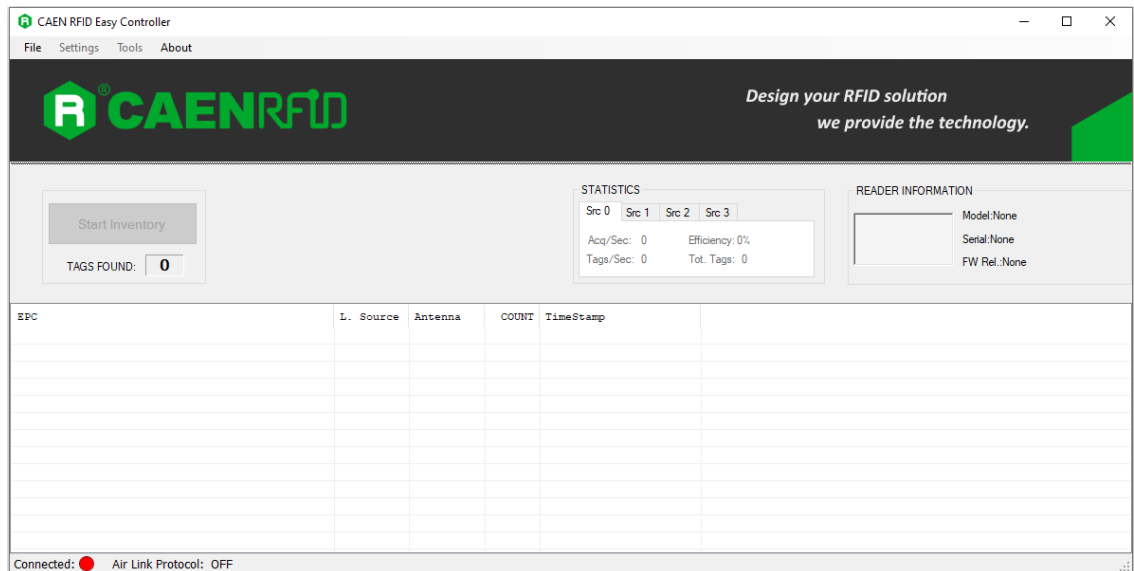 CAEN RFID Easy Controller
File Settings Tools About
R®CAENRFID
Design your RFID solution
we provide the technology.
Start Inventory
TAGS FOUND: 0
STATISTICS
Src 0 Src 1 Src 2 Src 3
Acq/Sec: 0 Efficiency: 0%
Tags/Sec: 0 Tot. Tags: 0
READER INFORMATION
Model:None
Serial:None
FW Rel.:None
EPC L. Source Antenna COUNT TimeStamp
Connected: Air Link Protocol: OFF